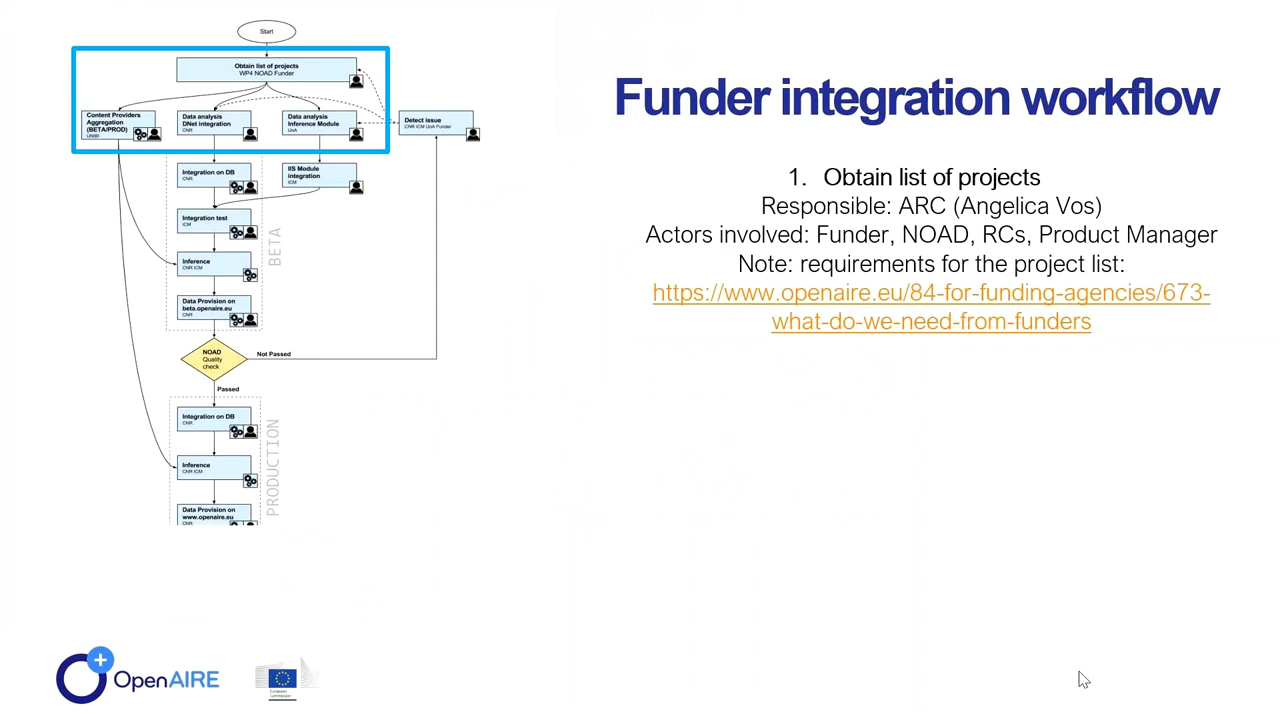 Start
Obtain list of projects
WP4 NOAD Funder
Content Providers
Aggregation
(BETA/PROD)
UNIBI
Data analysis
DNet integration
CNR
Data analysis
Inference Module
UoA
Detect issue
CNR ICM UoA Funder
Integration on DB
CNR
IIS Module
integration
ICM
Integration test
ICM
Inference
CNR ICM
Data Provision on
beta.openaire.eu
CNR
BETA
NOAD
Quality
check
Not Passed
Passed
Integration on DB
CNR
Inference
CNR ICM
Data Provision on
www.openaire.eu
CNR
PRODUCTION
Funder integration workflow
1. Obtain list of projects
Responsible: ARC (Angelica Vos)
Actors involved: Funder, NOAD, RCs, Product Manager
Note: requirements for the project list:
https://www.openaire.eu/84-for-funding-agencies/673-
what-do-we-need-from-funders
OpenAIRE
European
Commission